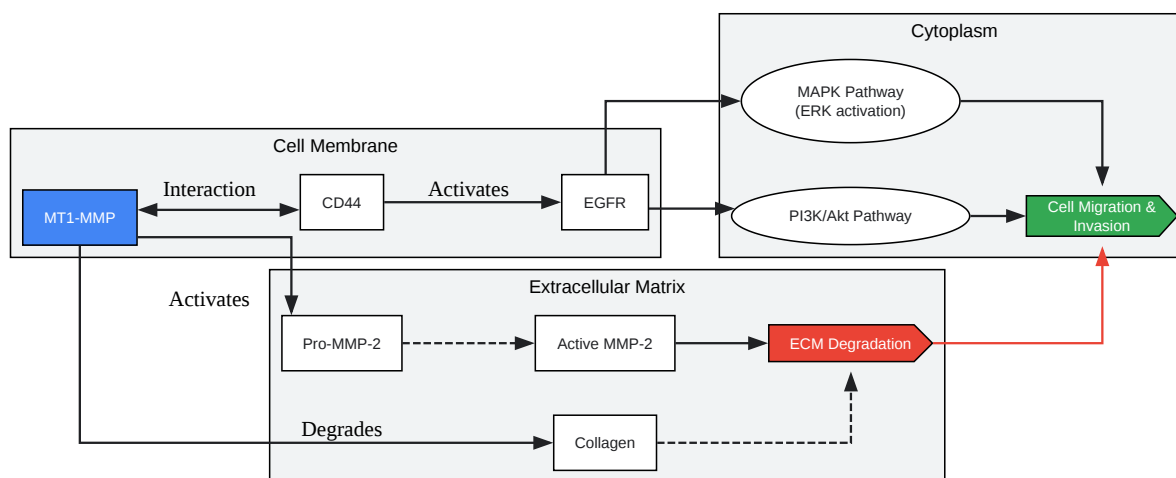 Cytoplasm
MAPK Pathway
(ERK activation)
Cell Membrane
Interaction
Activates
MT1-MMP
CD44
EGFR
PI3K/Akt Pathway
Cell Migration &
Invasion
Activates
Extracellular Matrix
Pro-MMP-2
Active MMP-2
ECM Degradation
Degrades
Collagen